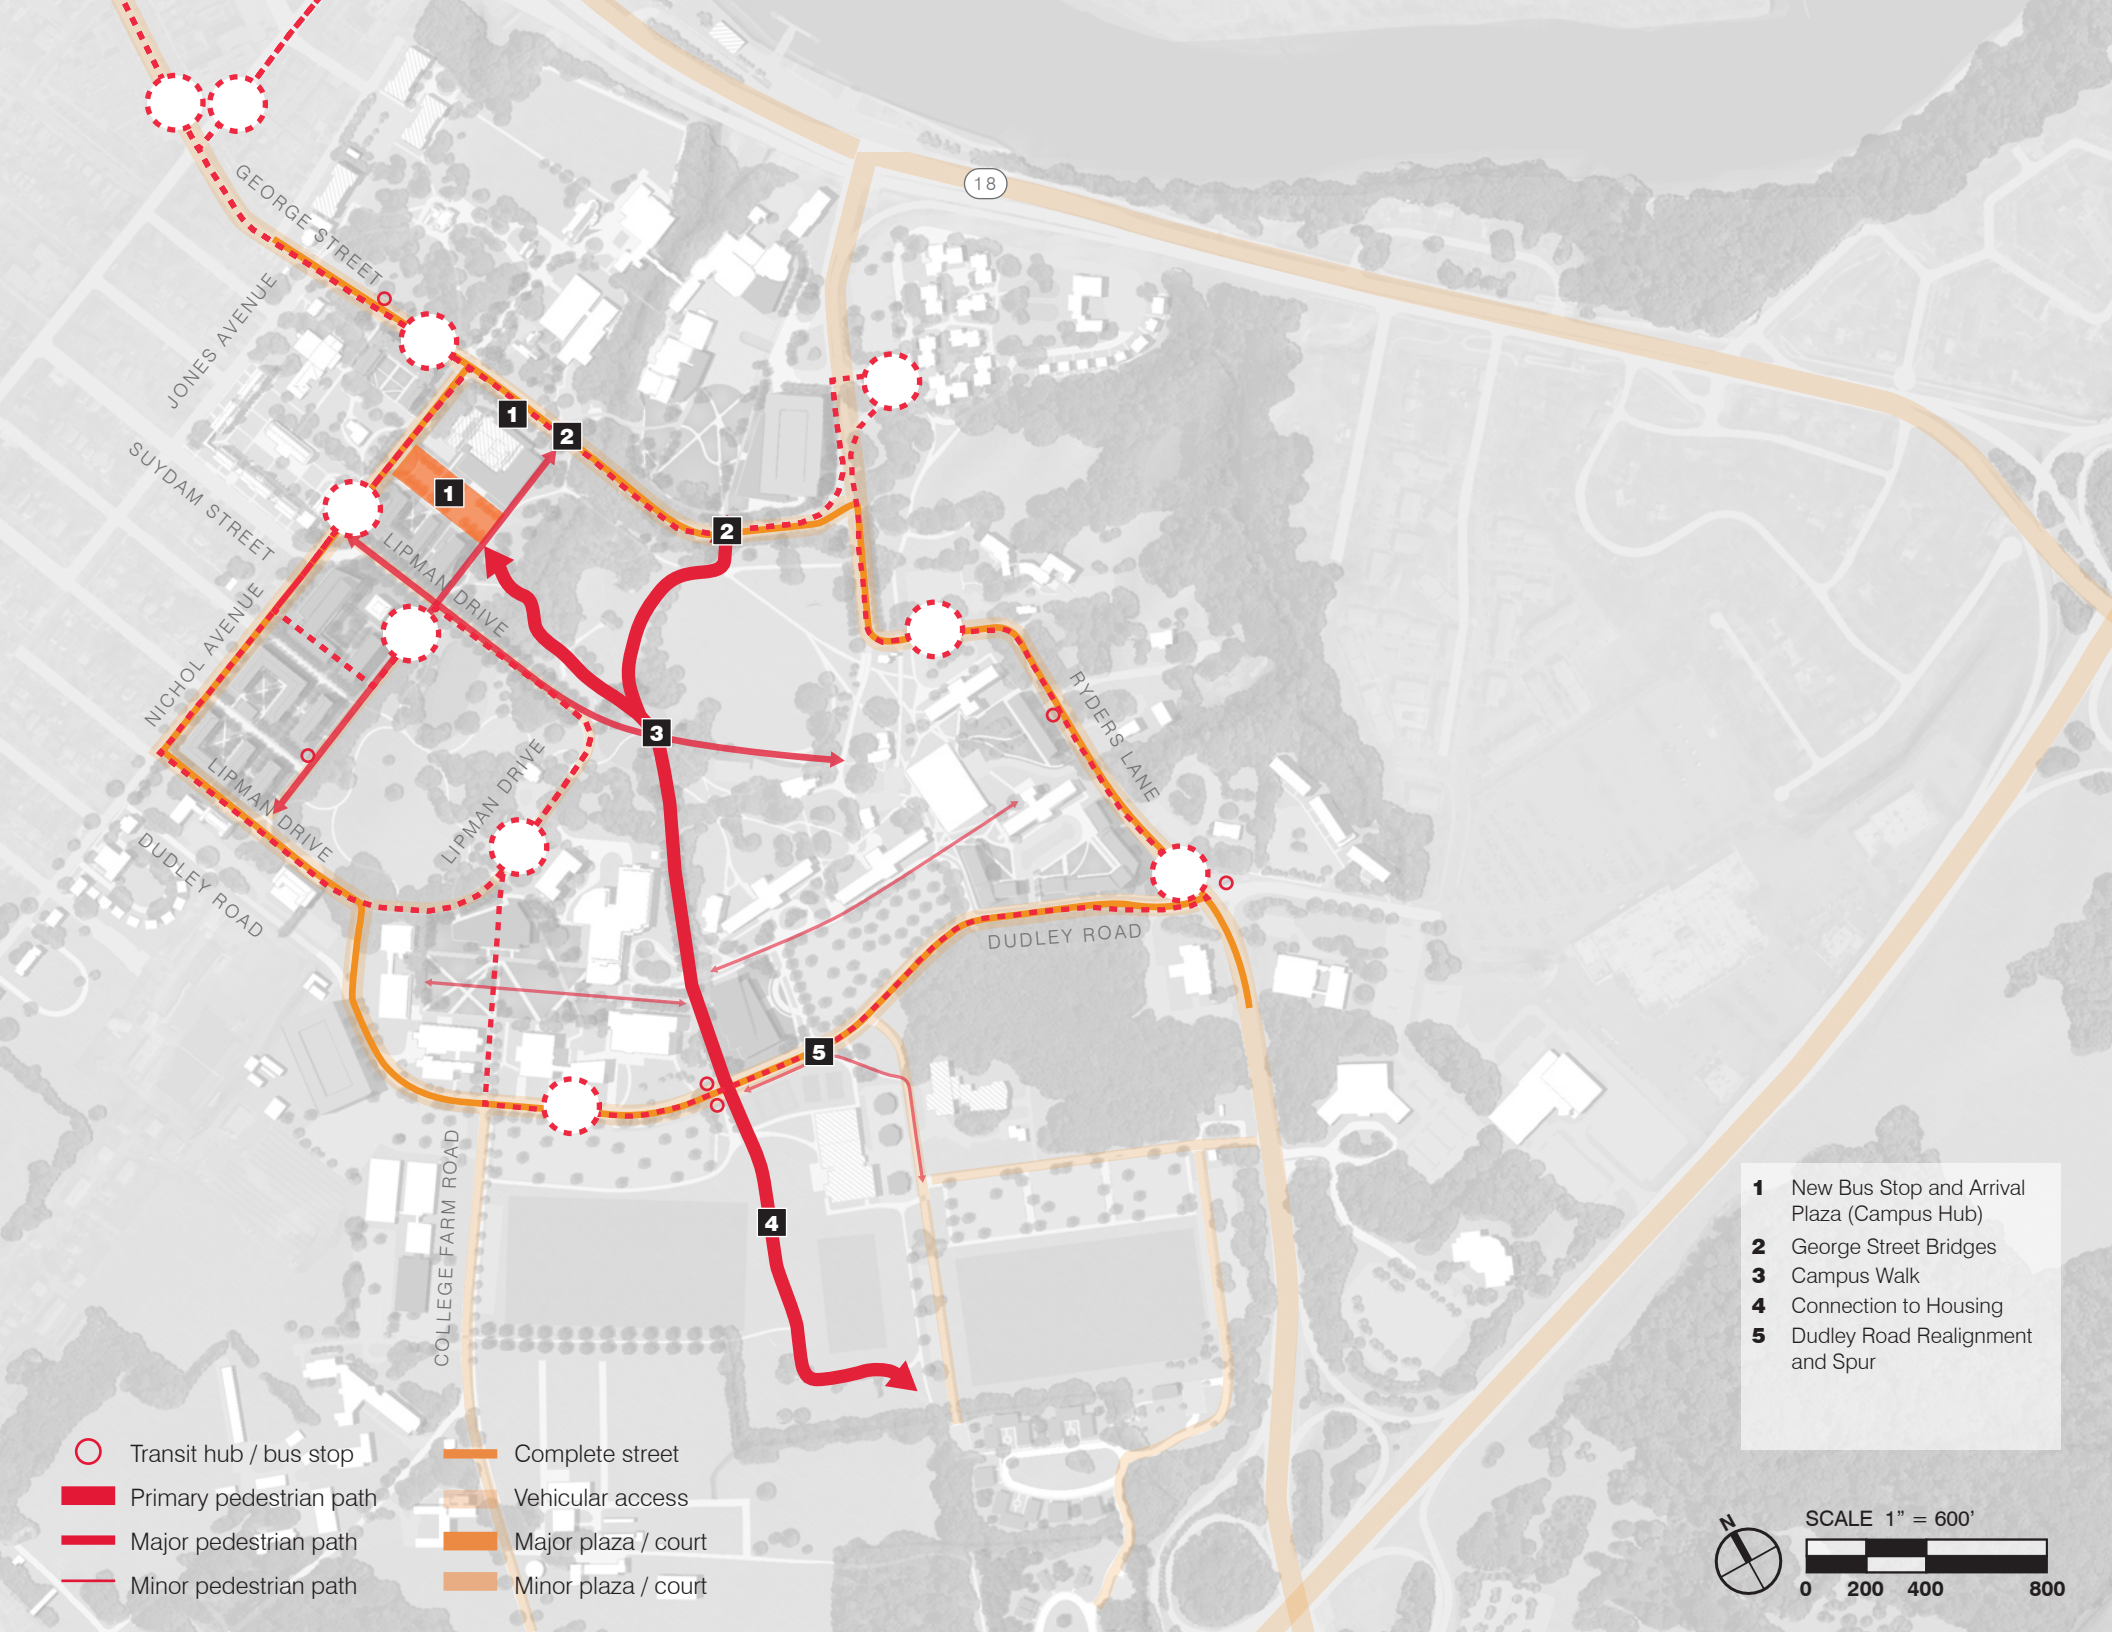 18
GEORGE STREET
JONES AVENUE
1
2
SUYDAM STREET
1
2
LIPMAN DRIVE
NICHOL AVENUE
3
RYDERS LANE
LIPMAN DRIVE
LIPMAN DRIVE
DUDLEY ROAD
DUDLEY ROAD
5
COLLEGE FARM ROAD
4
1 New Bus Stop and Arrival
Plaza (Campus Hub)
2 George Street Bridges
3 Campus Walk
4 Connection to Housing
5 Dudley Road Realignment
and Spur
Transit hub / bus stop
Primary pedestrian path
Major pedestrian path
Minor pedestrian path
Complete street
Vehicular access
Major plaza / court
Minor plaza / court
N
SCALE 1” = 600’
0 200 400 800